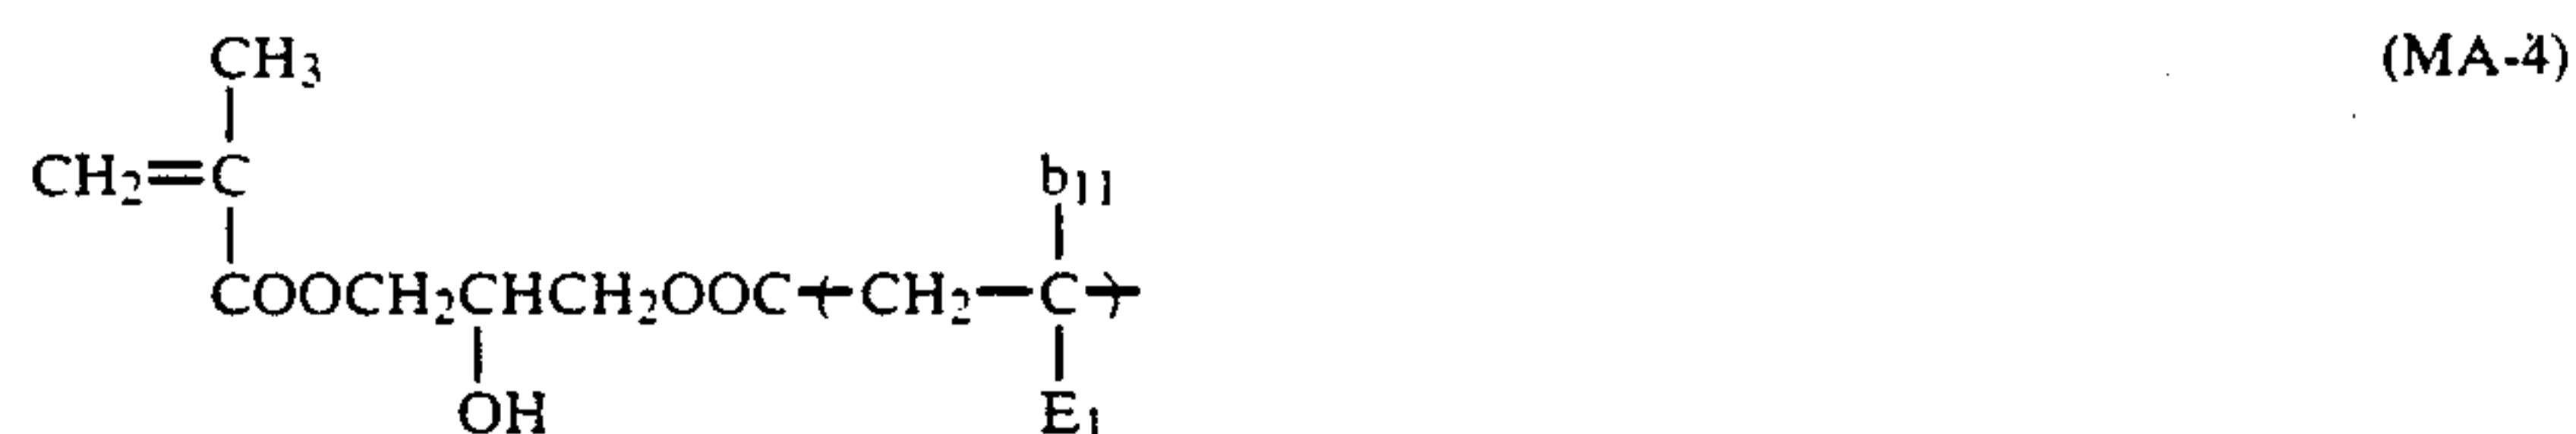 CH3 (MA-4)
CH2=C b11
COOCH2CHCH2OOC-(-CH2-C-)-
OH E1